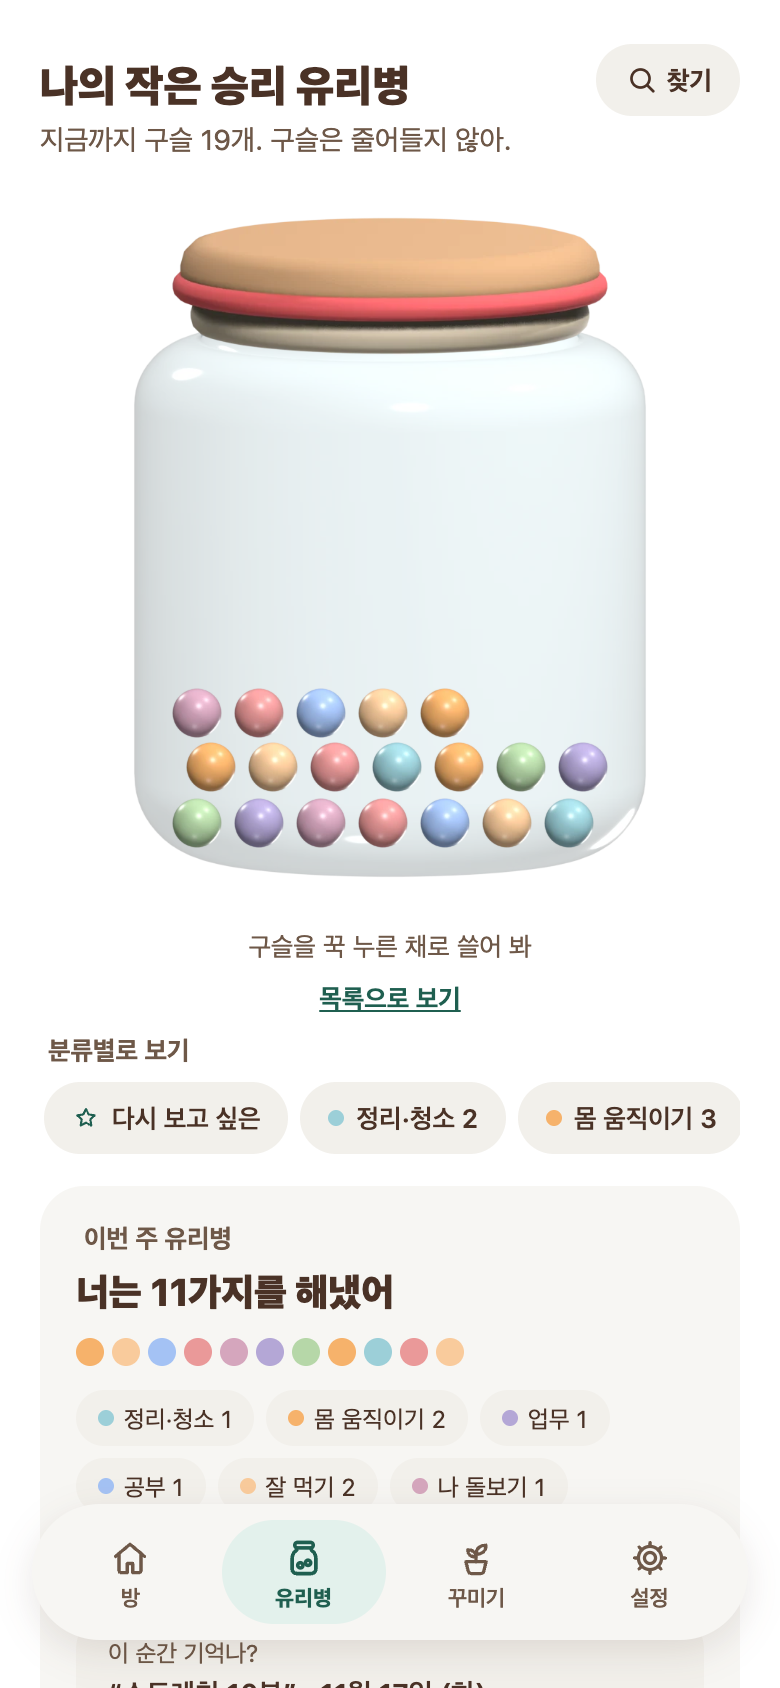 나의 작은 승리 유리병
찾기
지금까지 구슬 19개. 구슬은 줄어들지 않아.
구슬을 꾹 누른 채로 쓸어 봐
목록으로 보기
분류별로 보기
다시 보고 싶은
정리·청소 2
몸 움직이기 3
이번 주 유리병
너는 11가지를 해냈어
정리·청소 1
몸 움직이기 2
업무 1
공부 1
잘 먹기 2
나 돌보기 1
방
유리병
꾸미기
설정
이 순간 기억나?